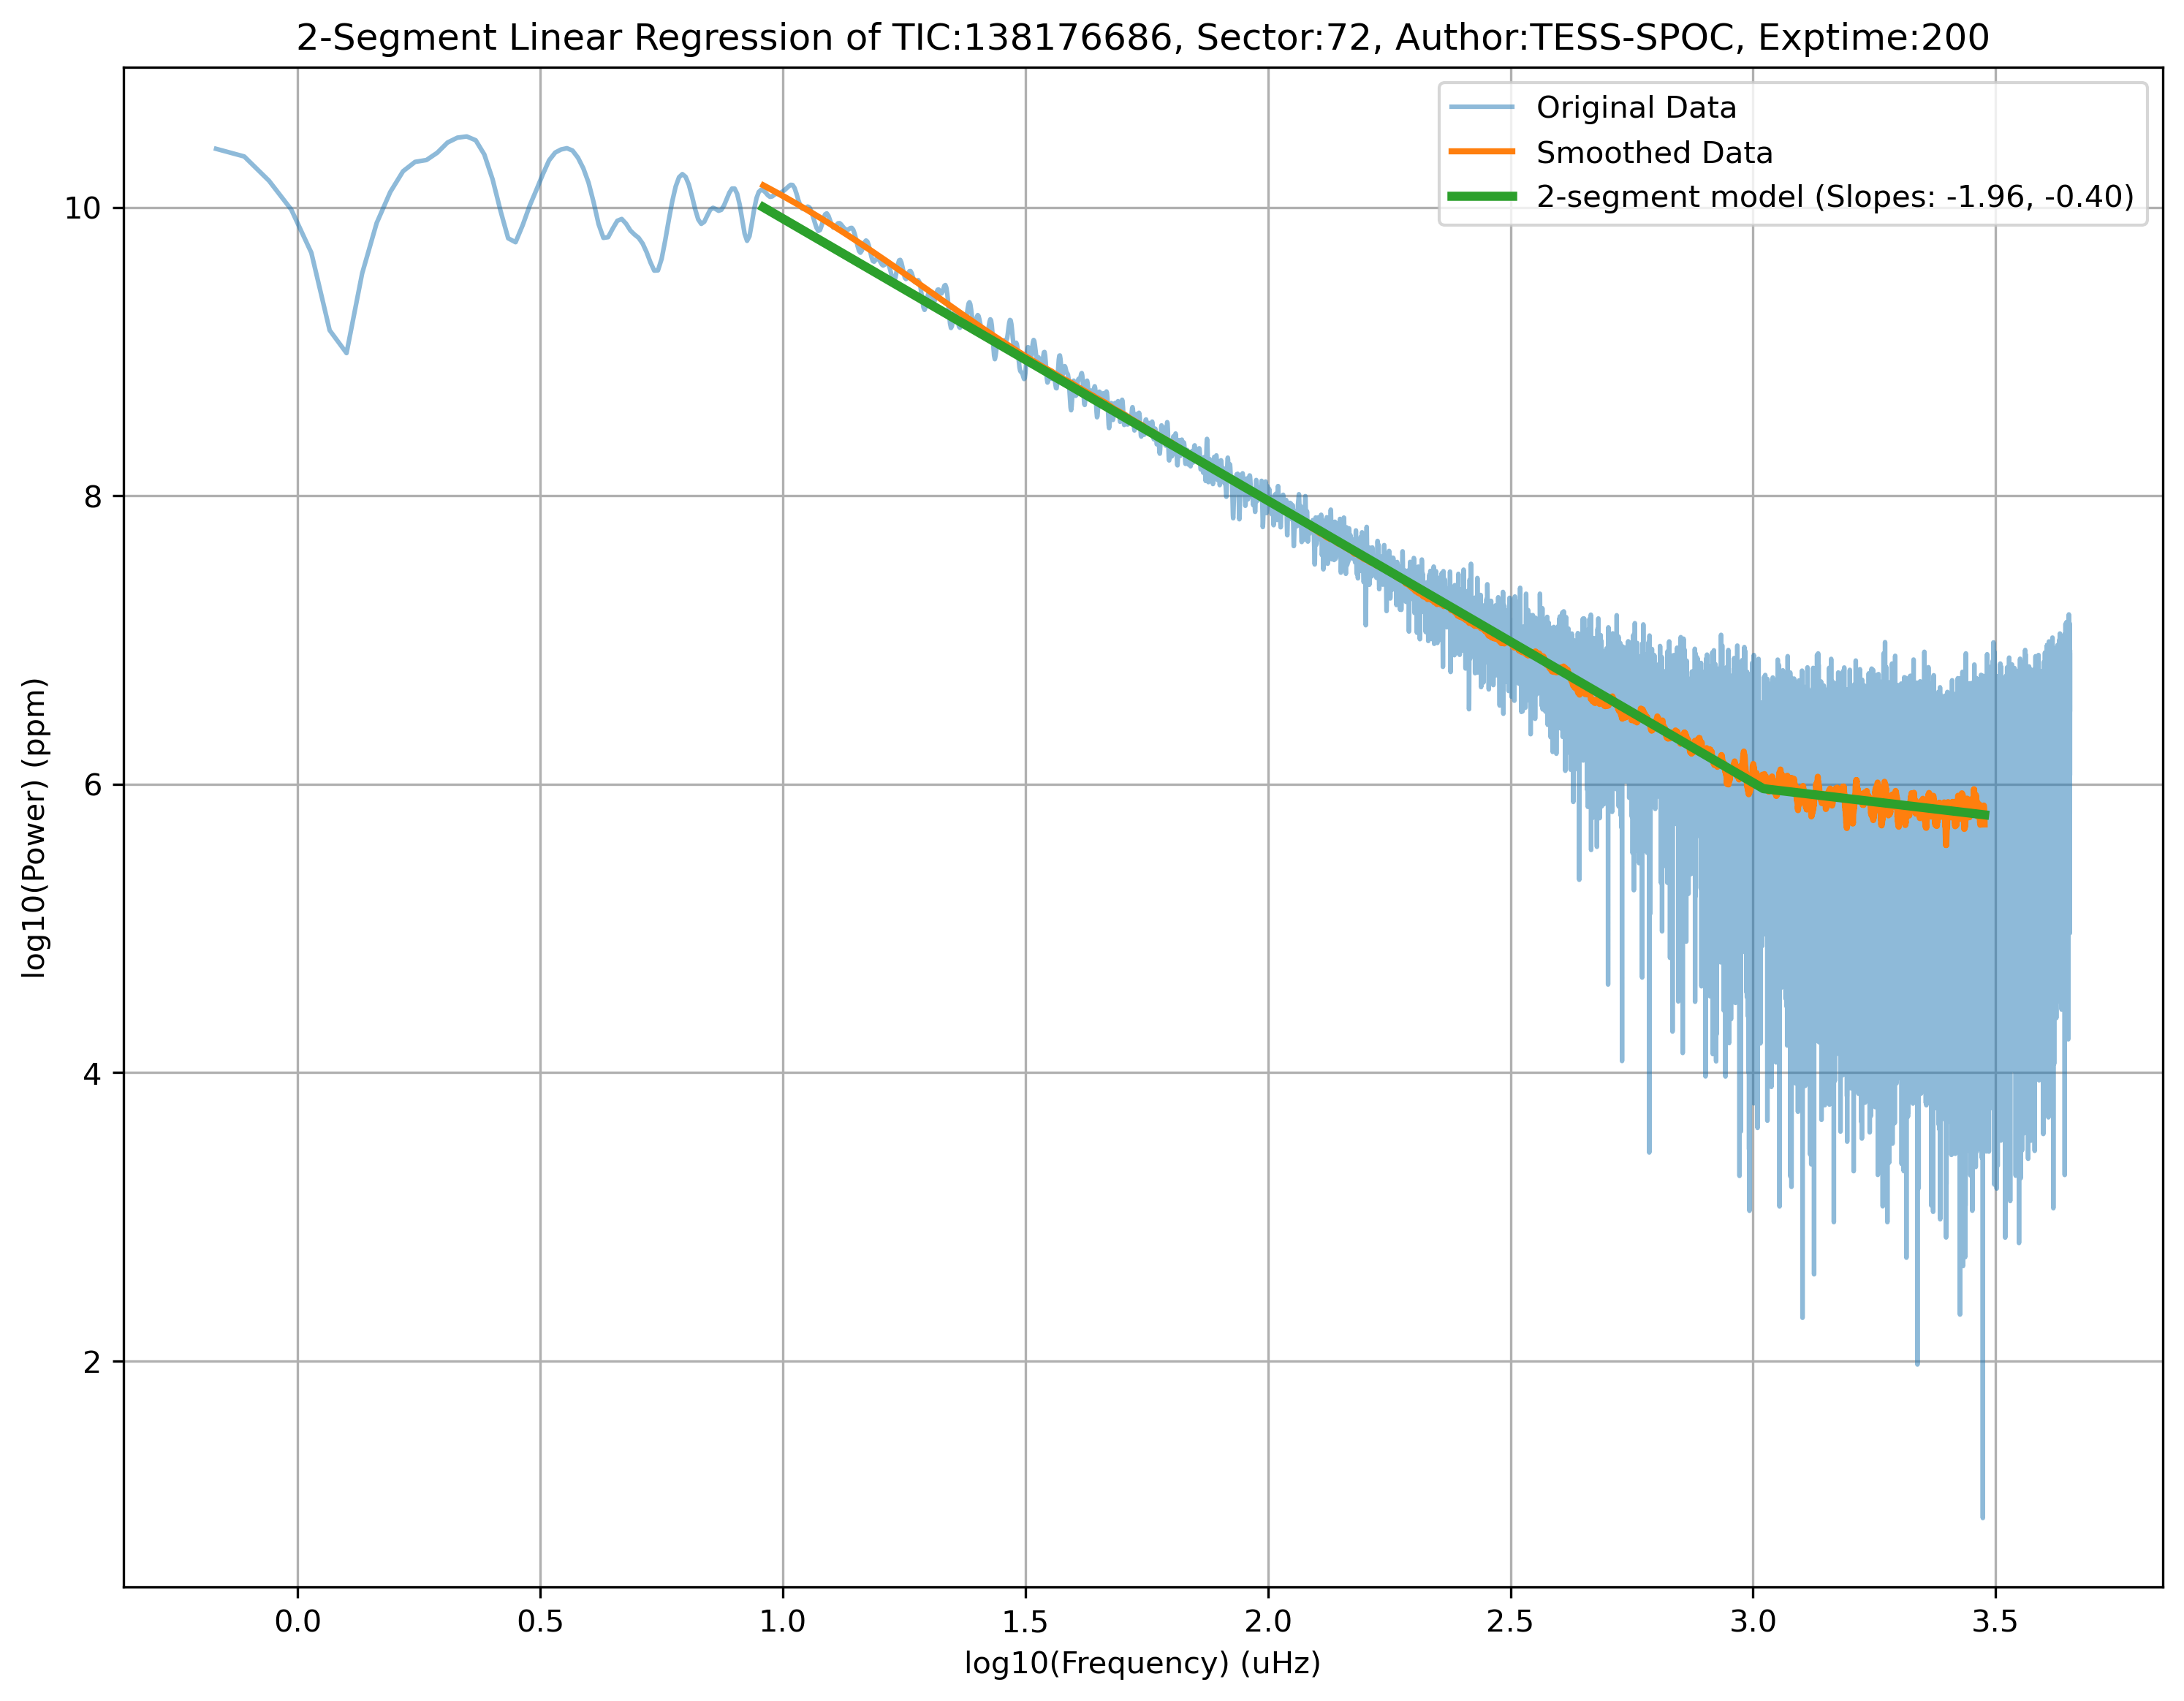 2-Segment Linear Regression of TIC:138176686, Sector:72, Author:TESS-SPOC, Exptime:200
Original Data
Smoothed Data
2-segment model (Slopes: -1.96, -0.40)
log10(Power) (ppm)
10
8
6
4
2
0.0 0.5 1.0 1.5 2.0 2.5 3.0 3.5
log10(Frequency) (uHz)